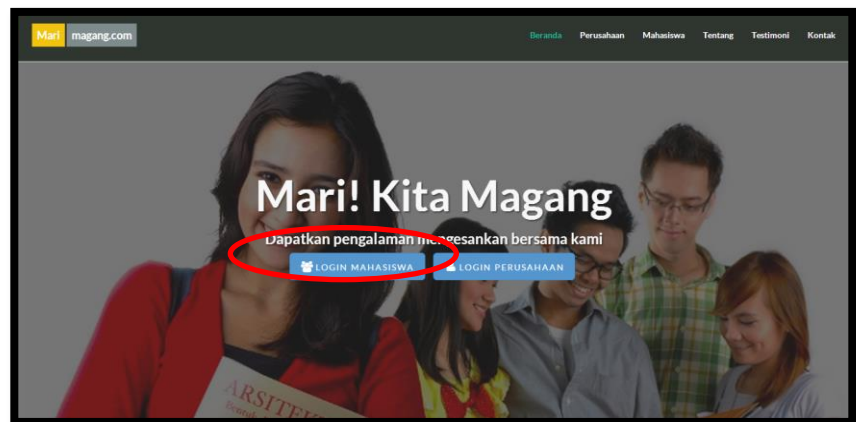 Mari magang.com
Beranda Perusahaan Mahasiswa Tentang Testimoni Kontak
Mari! Kita Magang
Dapatkan pengalaman mengesankan bersama kami
LOGIN MAHASISWA LOGIN PERUSAHAAN
ARSITEK